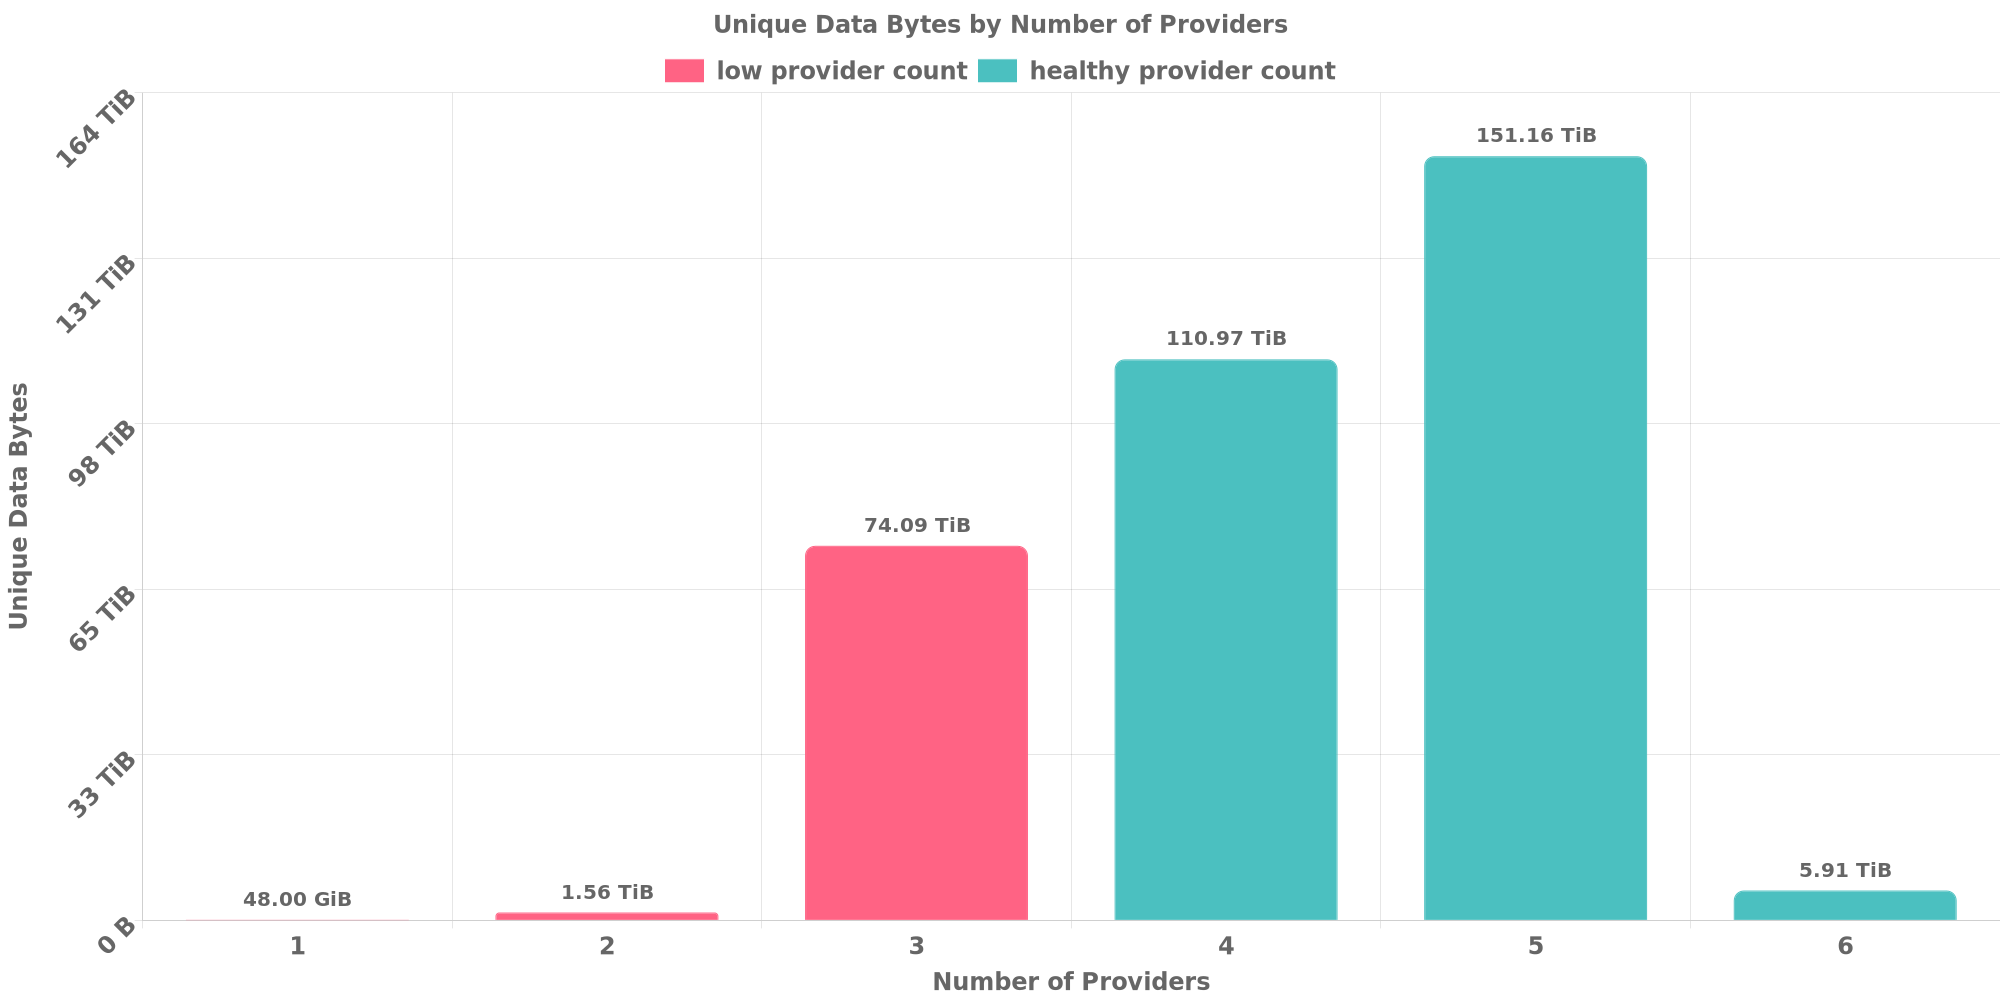 Unique Data Bytes by Number of Providers
low provider count healthy provider count
164 TiB
131 TiB
98 TiB
65 TiB
33 TiB
0 B
Unique Data Bytes
48.00 GiB
1.56 TiB
74.09 TiB
110.97 TiB
151.16 TiB
5.91 TiB
1 2 3 4 5 6
Number of Providers